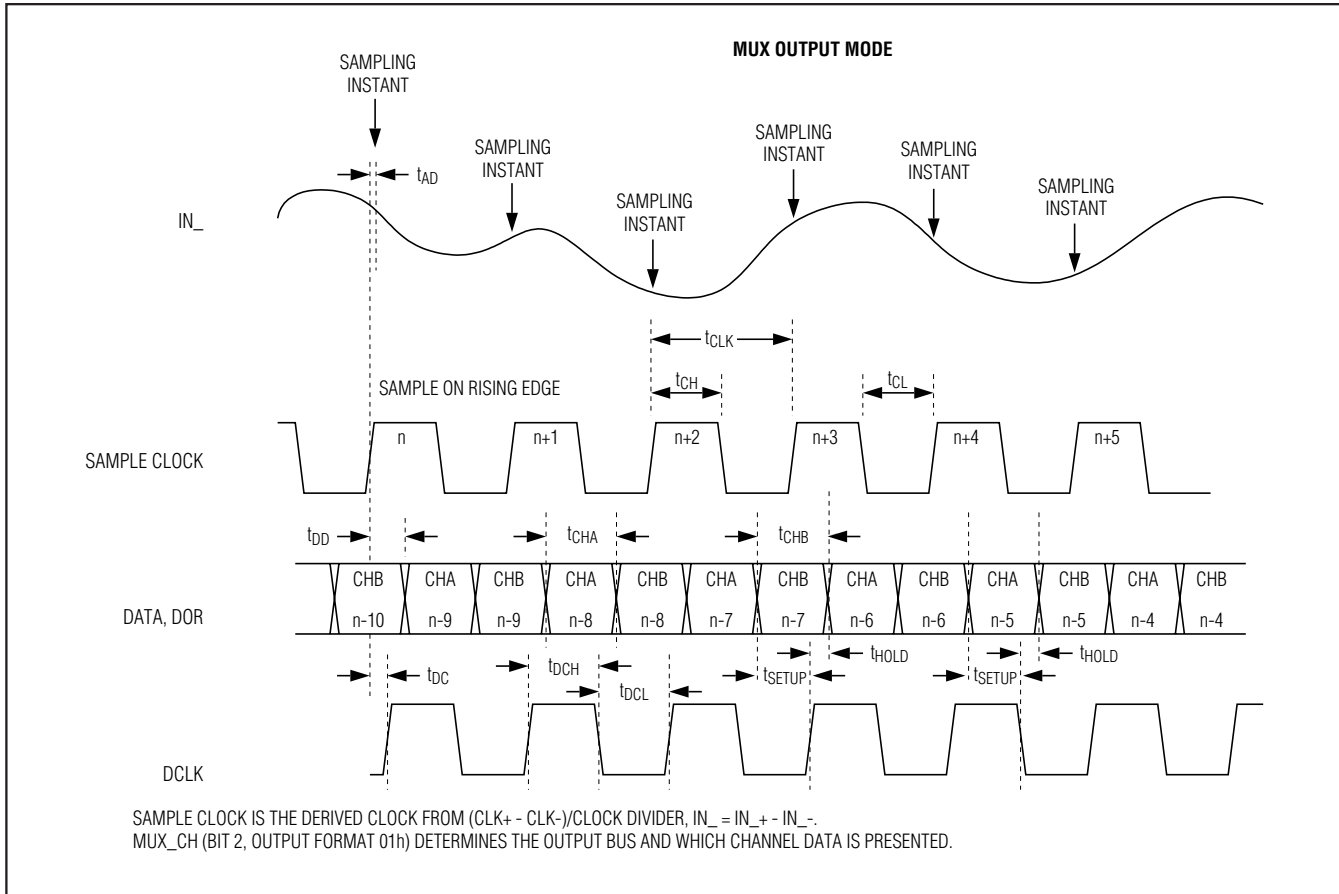 MUX OUTPUT MODE
SAMPLING
INSTANT
SAMPLING
INSTANT
SAMPLING
INSTANT
SAMPLING
INSTANT
SAMPLING
INSTANT
SAMPLING
INSTANT
tAD
IN_
tCLK
tCH
tCL
SAMPLE ON RISING EDGE
n
n+1
n+2
n+3
n+4
n+5
SAMPLE CLOCK
tDD
tCHA
tCHB
CHB
CHA
CHB
CHA
CHB
CHA
CHB
CHA
CHB
CHA
CHB
CHA
CHB
DATA, DOR
n-10
n-9
n-9
n-8
n-8
n-7
n-7
n-6
n-6
n-5
n-5
n-4
n-4
tDC
tDCH
tDCL
tSETUP
tHOLD
tSETUP
tHOLD
DCLK
SAMPLE CLOCK IS THE DERIVED CLOCK FROM (CLK+ - CLK-)/CLOCK DIVIDER, IN_ = IN_+ - IN_-.
MUX_CH (BIT 2, OUTPUT FORMAT 01h) DETERMINES THE OUTPUT BUS AND WHICH CHANNEL DATA IS PRESENTED.